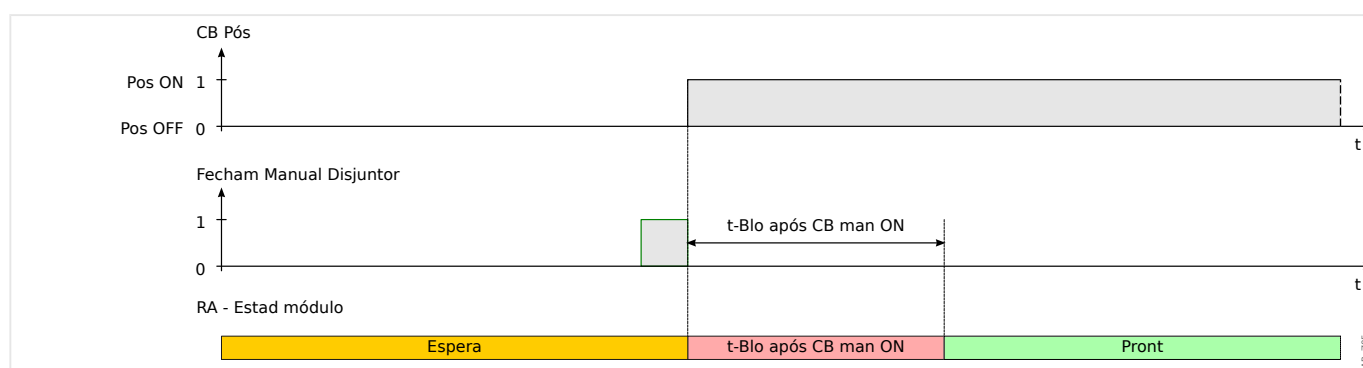 CB Pós
Pos ON 1
Pos OFF 0
t
Fecham Manual Disjuntor
1
t-Blo após CB man ON
0
t
RA - Estad módulo
Espera t-Blo após CB man ON Pront